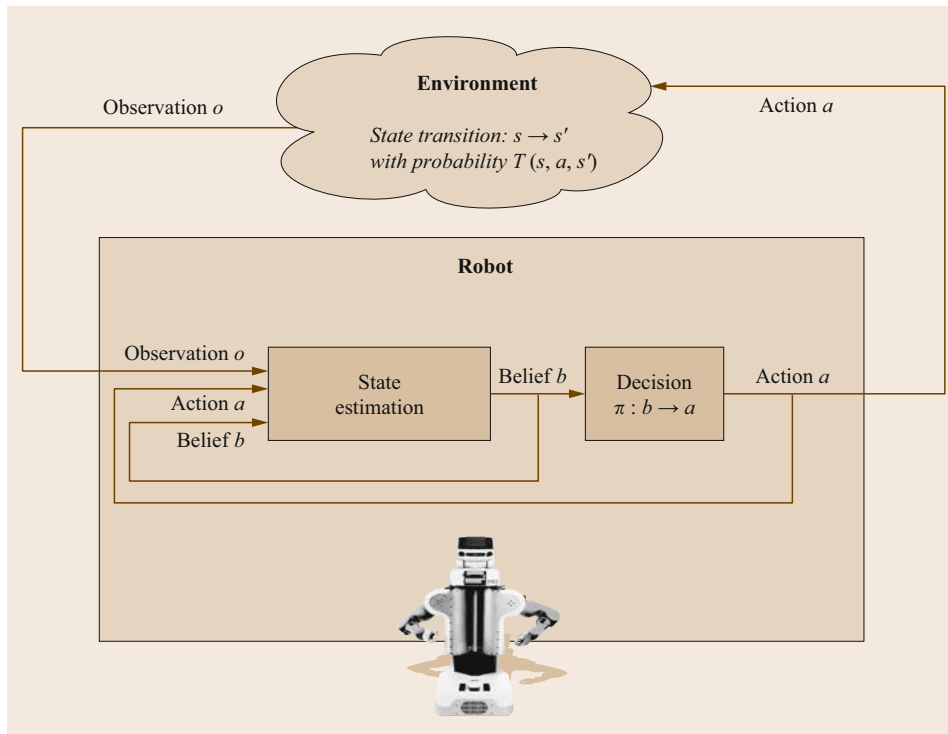 Environment
Observation o
Action a
State transition: s → s′
with probability T (s, a, s′)
Robot
Observation o
Action a
Belief b
State
estimation
Belief b
Decision
π : b → a
Action a